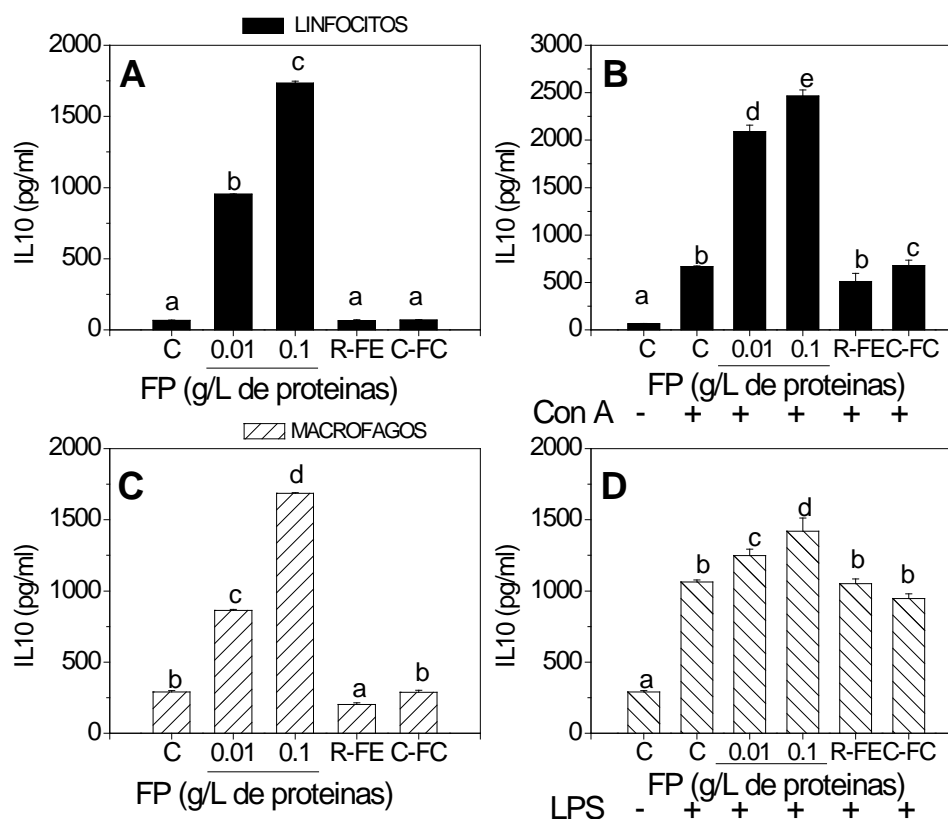 LINFOCITOS
A
IL10 (pg/ml)
2000
1500
1000
500
0
a
b
c
a
a
C
0.01
0.1
R-FE
C-FC
FP (g/L de proteinas)
B
IL10 (pg/ml)
3000
2500
2000
1500
1000
500
0
a
b
d
e
b
c
C
C
0.01
0.1
R-FE
C-FC
FP (g/L de proteinas)
Con A - + + + + +
MACROFAGOS
C
IL10 (pg/ml)
2000
1500
1000
500
0
b
c
d
a
b
C
0.01
0.1
R-FE
C-FC
FP (g/L de proteinas)
D
IL10 (pg/ml)
2000
1500
1000
500
0
a
b
c
d
b
b
C
C
0.01
0.1
R-FE
C-FC
FP (g/L de proteinas)
LPS - + + + + +